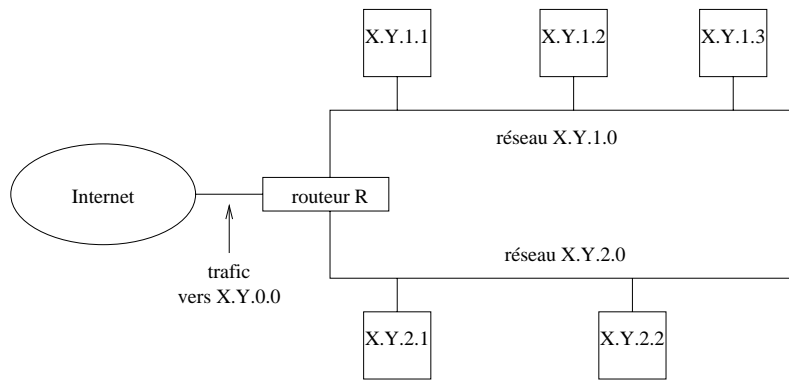 X.Y.1.1
X.Y.1.2
X.Y.1.3
réseau X.Y.1.0
Internet
routeur R
trafic
vers X.Y.0.0
réseau X.Y.2.0
X.Y.2.1
X.Y.2.2